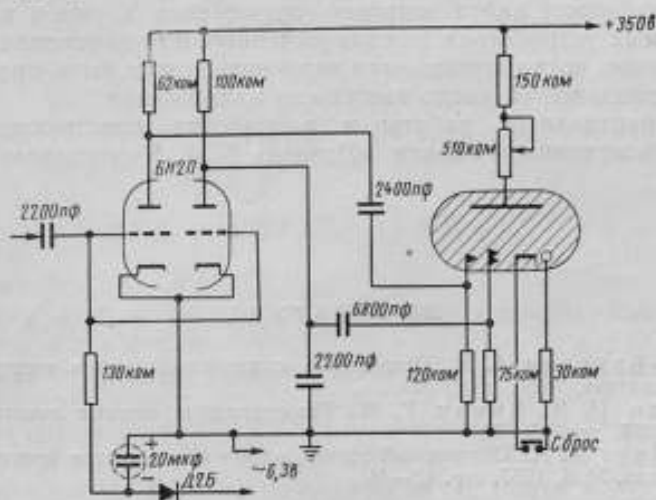 +350в
62ком
100ком
150ком
510ком
6Н2П
2400пф
2200пф
6800пф
130ком
2200пф
120ком
75ком
30ком
+
20мкф
-
Д2Б
~6,3в
Сброс